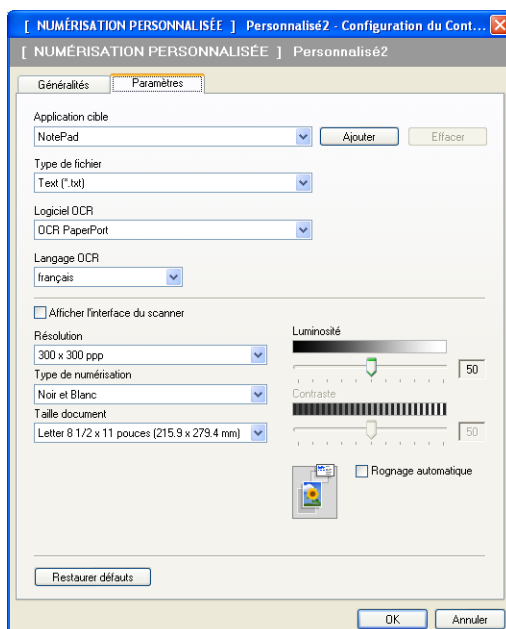 [ NUMÉRISATION PERSONNALISÉE ] Personnalisé2 - Configuration du Cont...
[ NUMÉRISATION PERSONNALISÉE ] Personnalisé2
Généralités Paramètres
Application cible
NotePad Ajouter Effacer
Type de fichier
Text (*.txt)
Logiciel OCR
OCR PaperPort
Langage OCR
français
Afficher l'interface du scanner
Résolution Luminosité
300 x 300 ppp 50
Type de numérisation
Noir et Blanc Contraste
Taille document
Letter 8 1/2 x 11 pouces (215.9 x 279.4 mm) 50
Rognage automatique
Restaurer défauts
OK Annuler